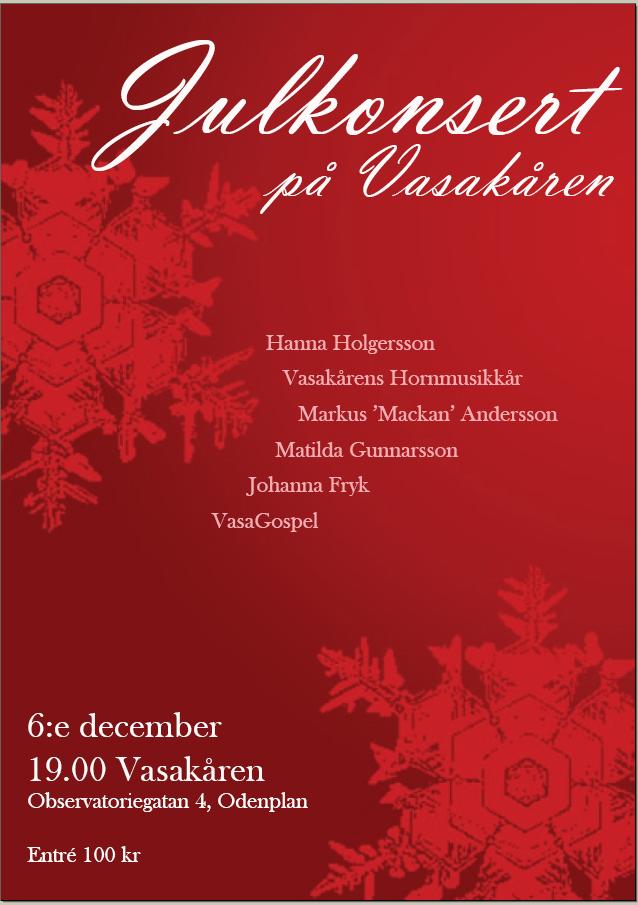 Julkonsert
på Vasakåren
Hanna Holgersson
Vasakårens Hornmusikkår
Markus ’Mackan’ Andersson
Matilda Gunnarsson
Johanna Fryk
VasaGospel
6:e december
19.00 Vasakåren
Observatoriegatan 4, Odenplan
Entré 100 kr